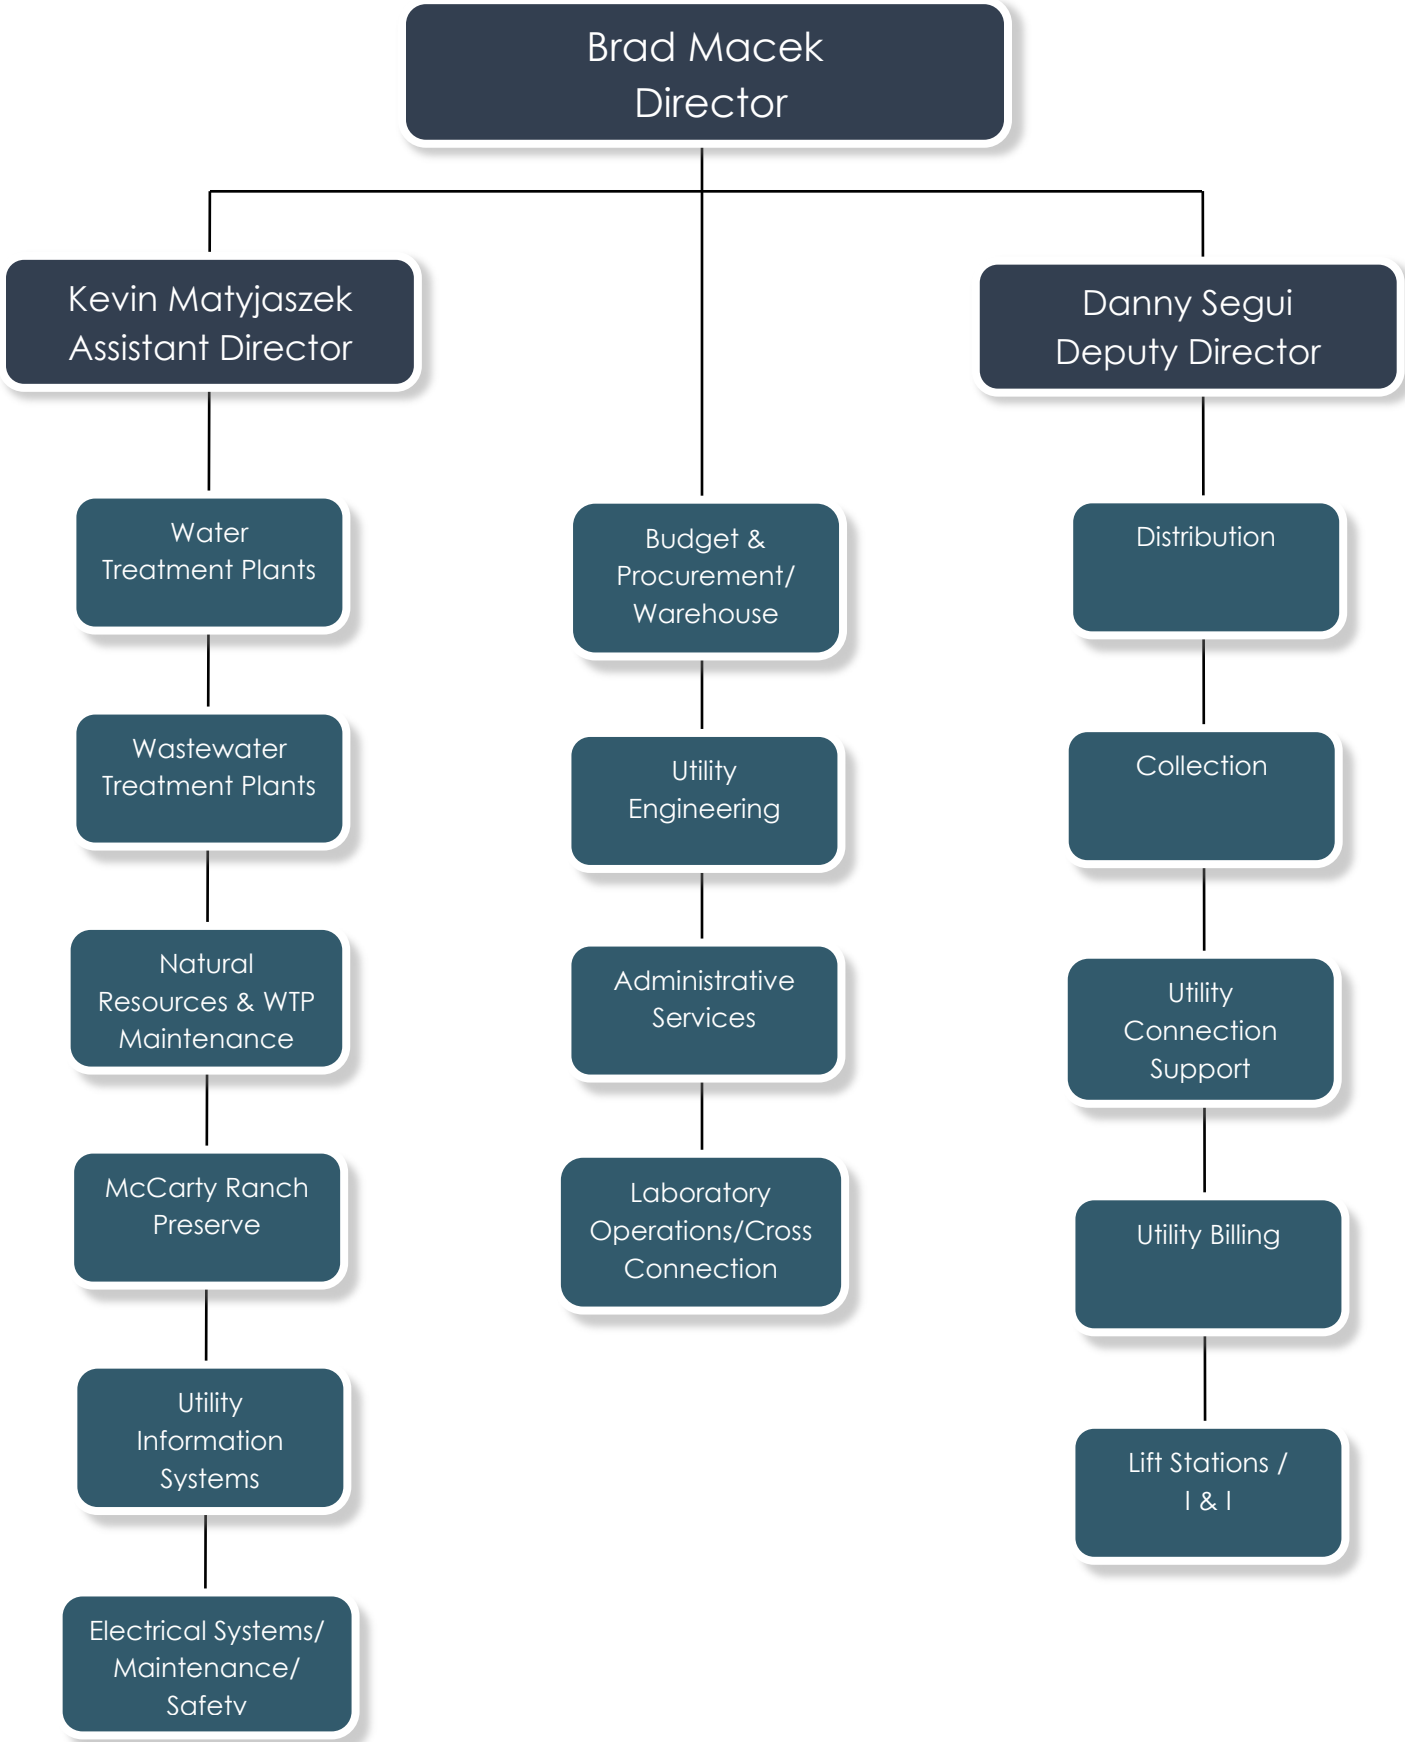 Brad Macek
Director
Kevin Matyjaszek
Assistant Director
Danny Segui
Deputy Director
Water
Treatment Plants
Wastewater
Treatment Plants
Natural
Resources & WTP
Maintenance
McCarty Ranch
Preserve
Utility
Information
Systems
Electrical Systems/
Maintenance/
Safety
Budget &
Procurement/
Warehouse
Utility
Engineering
Administrative
Services
Laboratory
Operations/Cross
Connection
Distribution
Collection
Utility
Connection
Support
Utility Billing
Lift Stations /
I & I